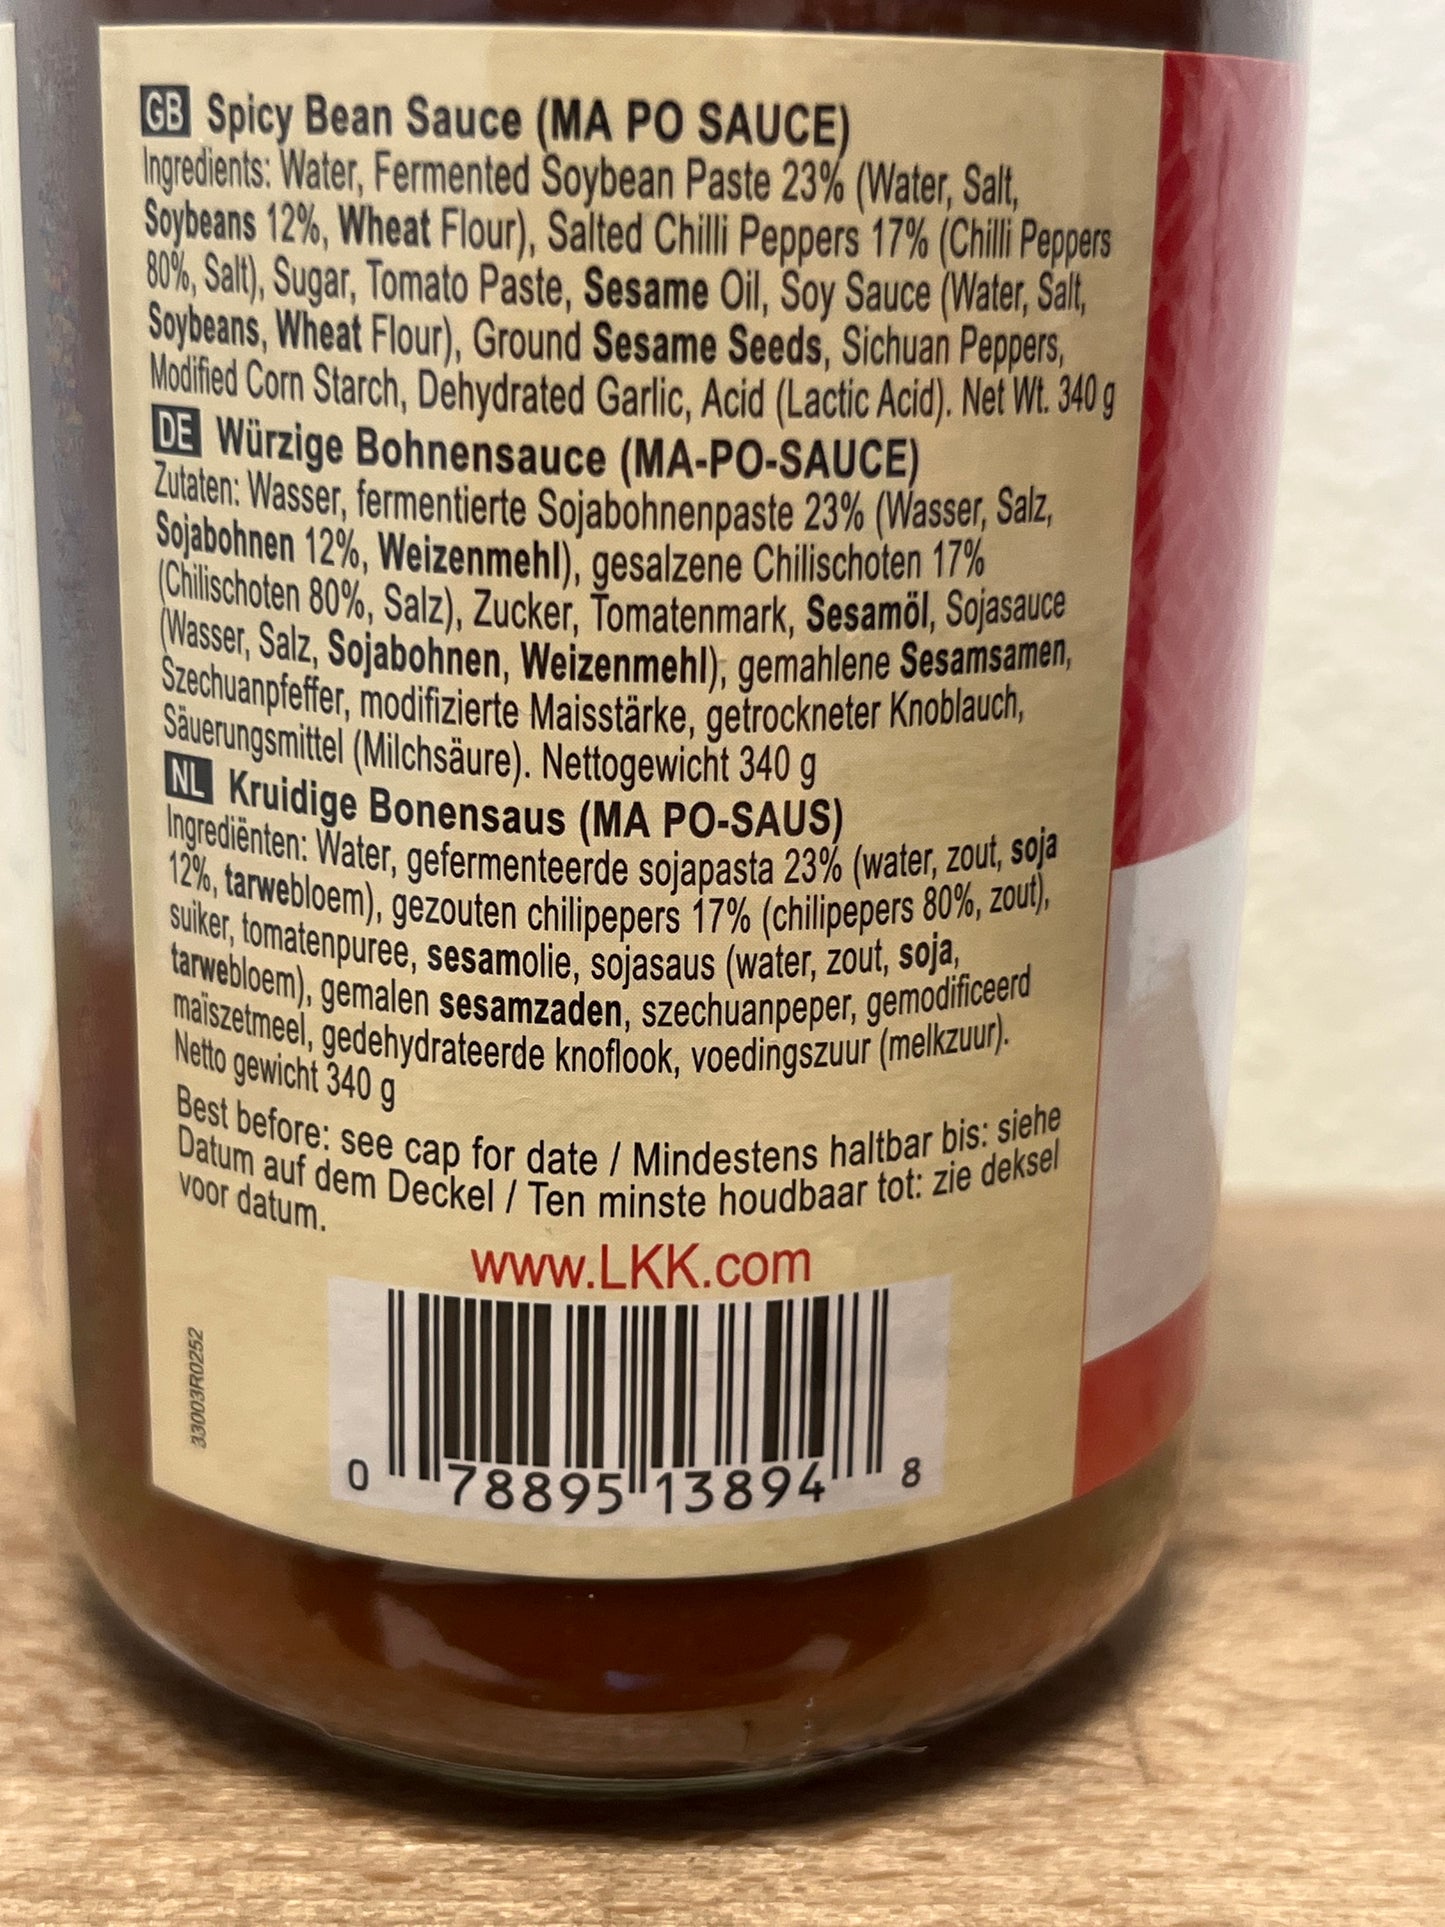 GB Spicy Bean Sauce (MA PO SAUCE)
Ingredients: Water, Fermented Soybean Paste 23% (Water, Salt,
Soybeans 12%, Wheat Flour), Salted Chilli Peppers 17% (Chilli Peppers
80%, Salt), Sugar, Tomato Paste, Sesame Oil, Soy Sauce (Water, Salt,
Soybeans, Wheat Flour), Ground Sesame Seeds, Sichuan Peppers,
Modified Corn Starch, Dehydrated Garlic, Acid (Lactic Acid). Net Wt. 340 g
DE Würzige Bohnensauce (MA-PO-SAUCE)
Zutaten: Wasser, fermentierte Sojabohnenpaste 23% (Wasser, Salz,
Sojabohnen 12%, Weizenmehl), gesalzene Chilischoten 17%
(Chilischoten 80%, Salz), Zucker, Tomatenmark, Sesamöl, Sojasauce
(Wasser, Salz, Sojabohnen, Weizenmehl), gemahlene Sesamsamen,
Szechuanpfeffer, modifizierte Maisstärke, getrockneter Knoblauch,
Säuerungsmittel (Milchsäure). Nettogewicht 340 g
NL Kruidige Bonensaus (MA PO-SAUS)
Ingrediënten: Water, gefermenteerde sojapasta 23% (water, zout, soja
12%, tarwebloem), gezouten chilipepers 17% (chilipepers 80%, zout),
suiker, tomatenpuree, sesamolie, sojasaus (water, zout, soja,
tarwebloem), gemalen sesamzaden, szechuanpeper, gemodificeerd
maïszetmeel, gedehydrateerde knoflook, voedingszuur (melkzuur).
Netto gewicht 340 g
Best before: see cap for date / Mindestens haltbar bis: siehe
Datum auf dem Deckel / Ten minste houdbaar tot: zie deksel
voor datum.
www.LKK.com
33003R0252
0 78895 13894 8